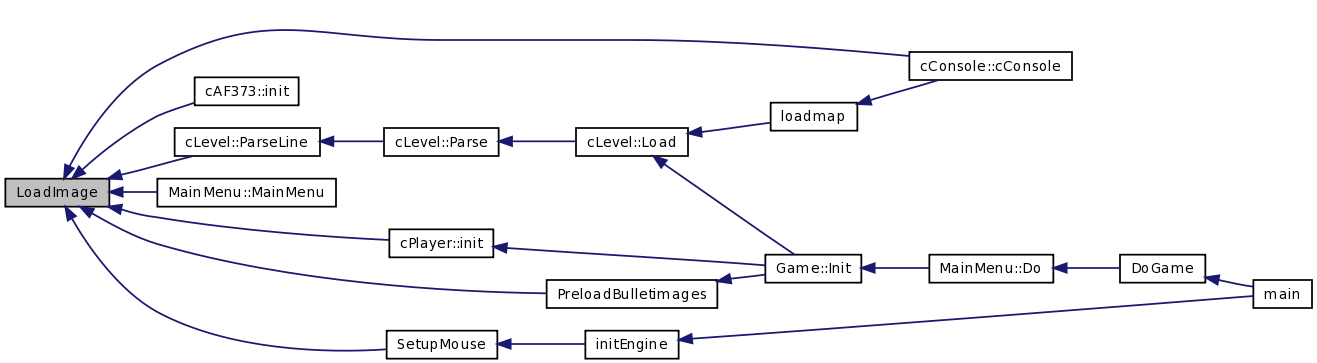 cConsole::cConsole
cAF373::init
loadmap
cLevel::ParseLine
cLevel::Parse
cLevel::Load
LoadImage
MainMenu::MainMenu
cPlayer::init
Game::Init
MainMenu::Do
DoGame
PreloadBulletimages
main
SetupMouse
initEngine